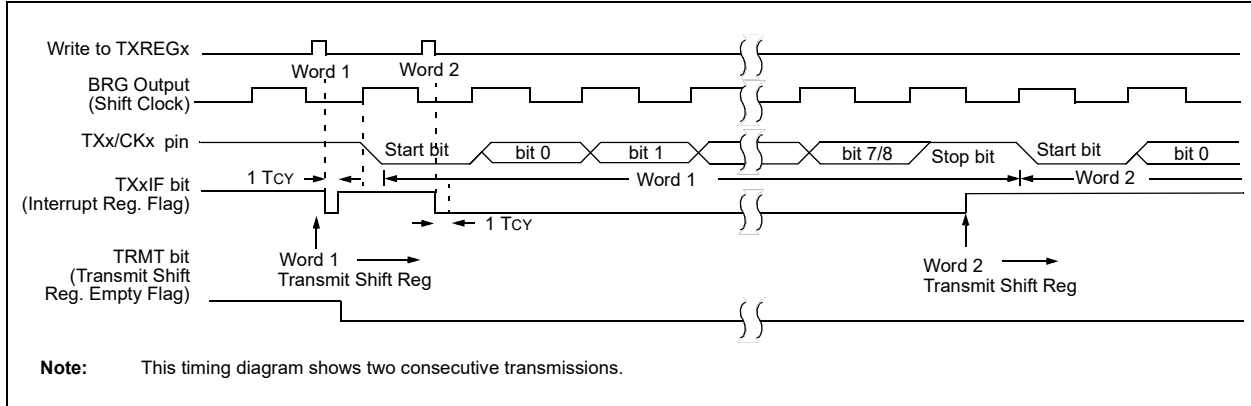 Write to TXREGx
Word 1 Word 2
BRG Output
(Shift Clock)
TXx/CKx pin
Start bit bit 0 bit 1 bit 7/8 Stop bit Start bit bit 0
1 TCY Word 1 Word 2
TXxIF bit
(Interrupt Reg. Flag)
1 TCY
TRMT bit
(Transmit Shift
Reg. Empty Flag)
Word 1
Transmit Shift Reg
Word 2
Transmit Shift Reg
Note: This timing diagram shows two consecutive transmissions.